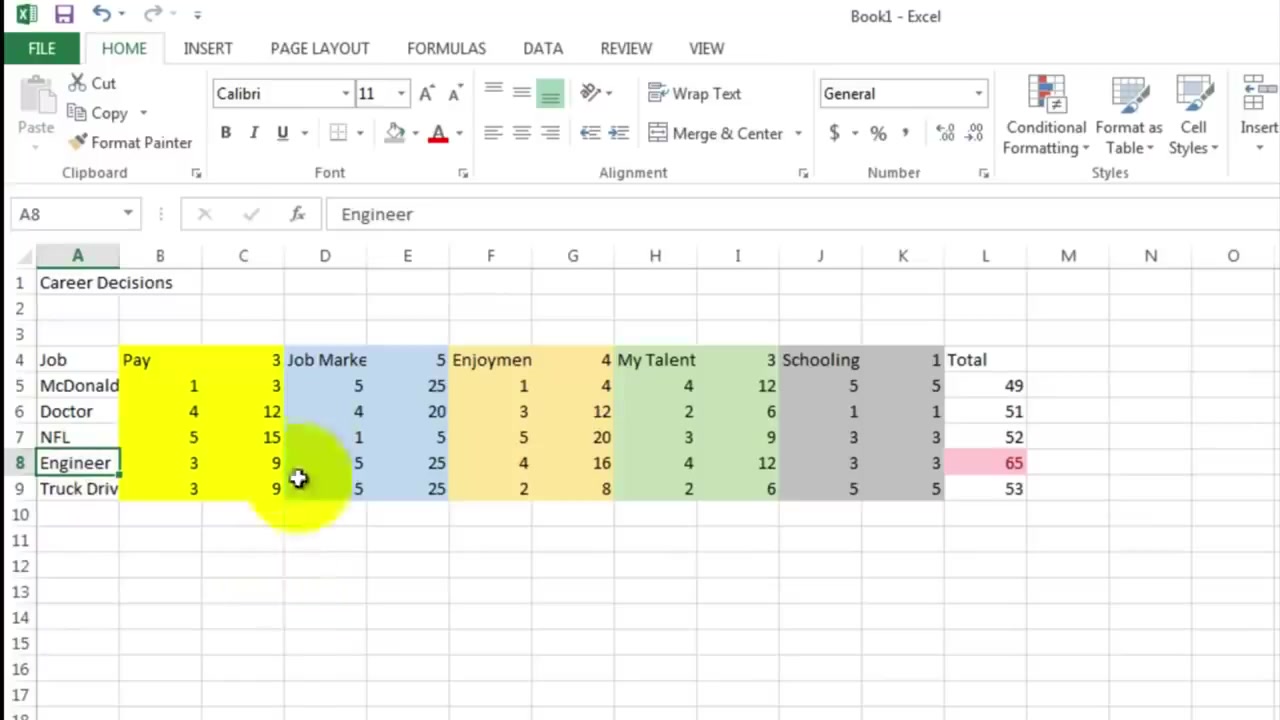 Book1 - Excel
FILE HOME INSERT PAGE LAYOUT FORMULAS DATA REVIEW VIEW
Paste Cut Copy Format Painter Clipboard
Calibri 11 A A B I U A Font
Wrap Text Merge & Center Alignment
General $ % , .0 .00 .00 .0 Number
Conditional Formatting Format as Table Cell Styles Styles
Insert
A8 fx Engineer
A B C D E F G H I J K L M N O
1 Career Decisions
2
3
4 Job Pay 3 Job Marke 5 Enjoymen 4 My Talent 3 Schooling 1 Total
5 McDonald 1 3 5 25 1 4 4 12 5 5 49
6 Doctor 4 12 4 20 3 12 2 6 1 1 51
7 NFL 5 15 1 5 5 20 3 9 3 3 52
8 Engineer 3 9 5 25 4 16 4 12 3 3 65
9 Truck Driv 3 9 5 25 2 8 2 6 5 5 53
10
11
12
13
14
15
16
17
18